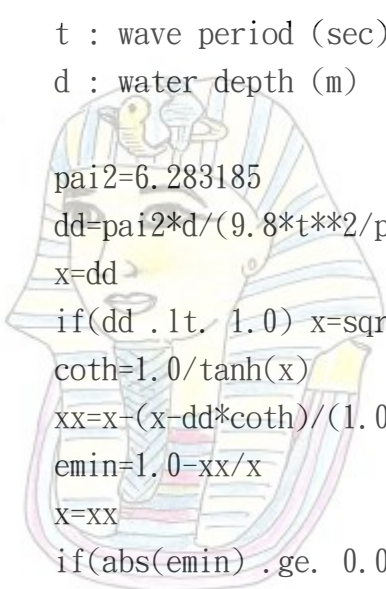 t : wave period (sec)
d : water depth (m)
pai2=6.283185
dd=pai2*d/(9.8*t**2/p
x=dd
if(dd .lt. 1.0) x=sqr
coth=1.0/tanh(x)
xx=x-(x-dd*coth)/(1.0
emin=1.0-xx/x
x=xx
if(abs(emin) .ge. 0.0